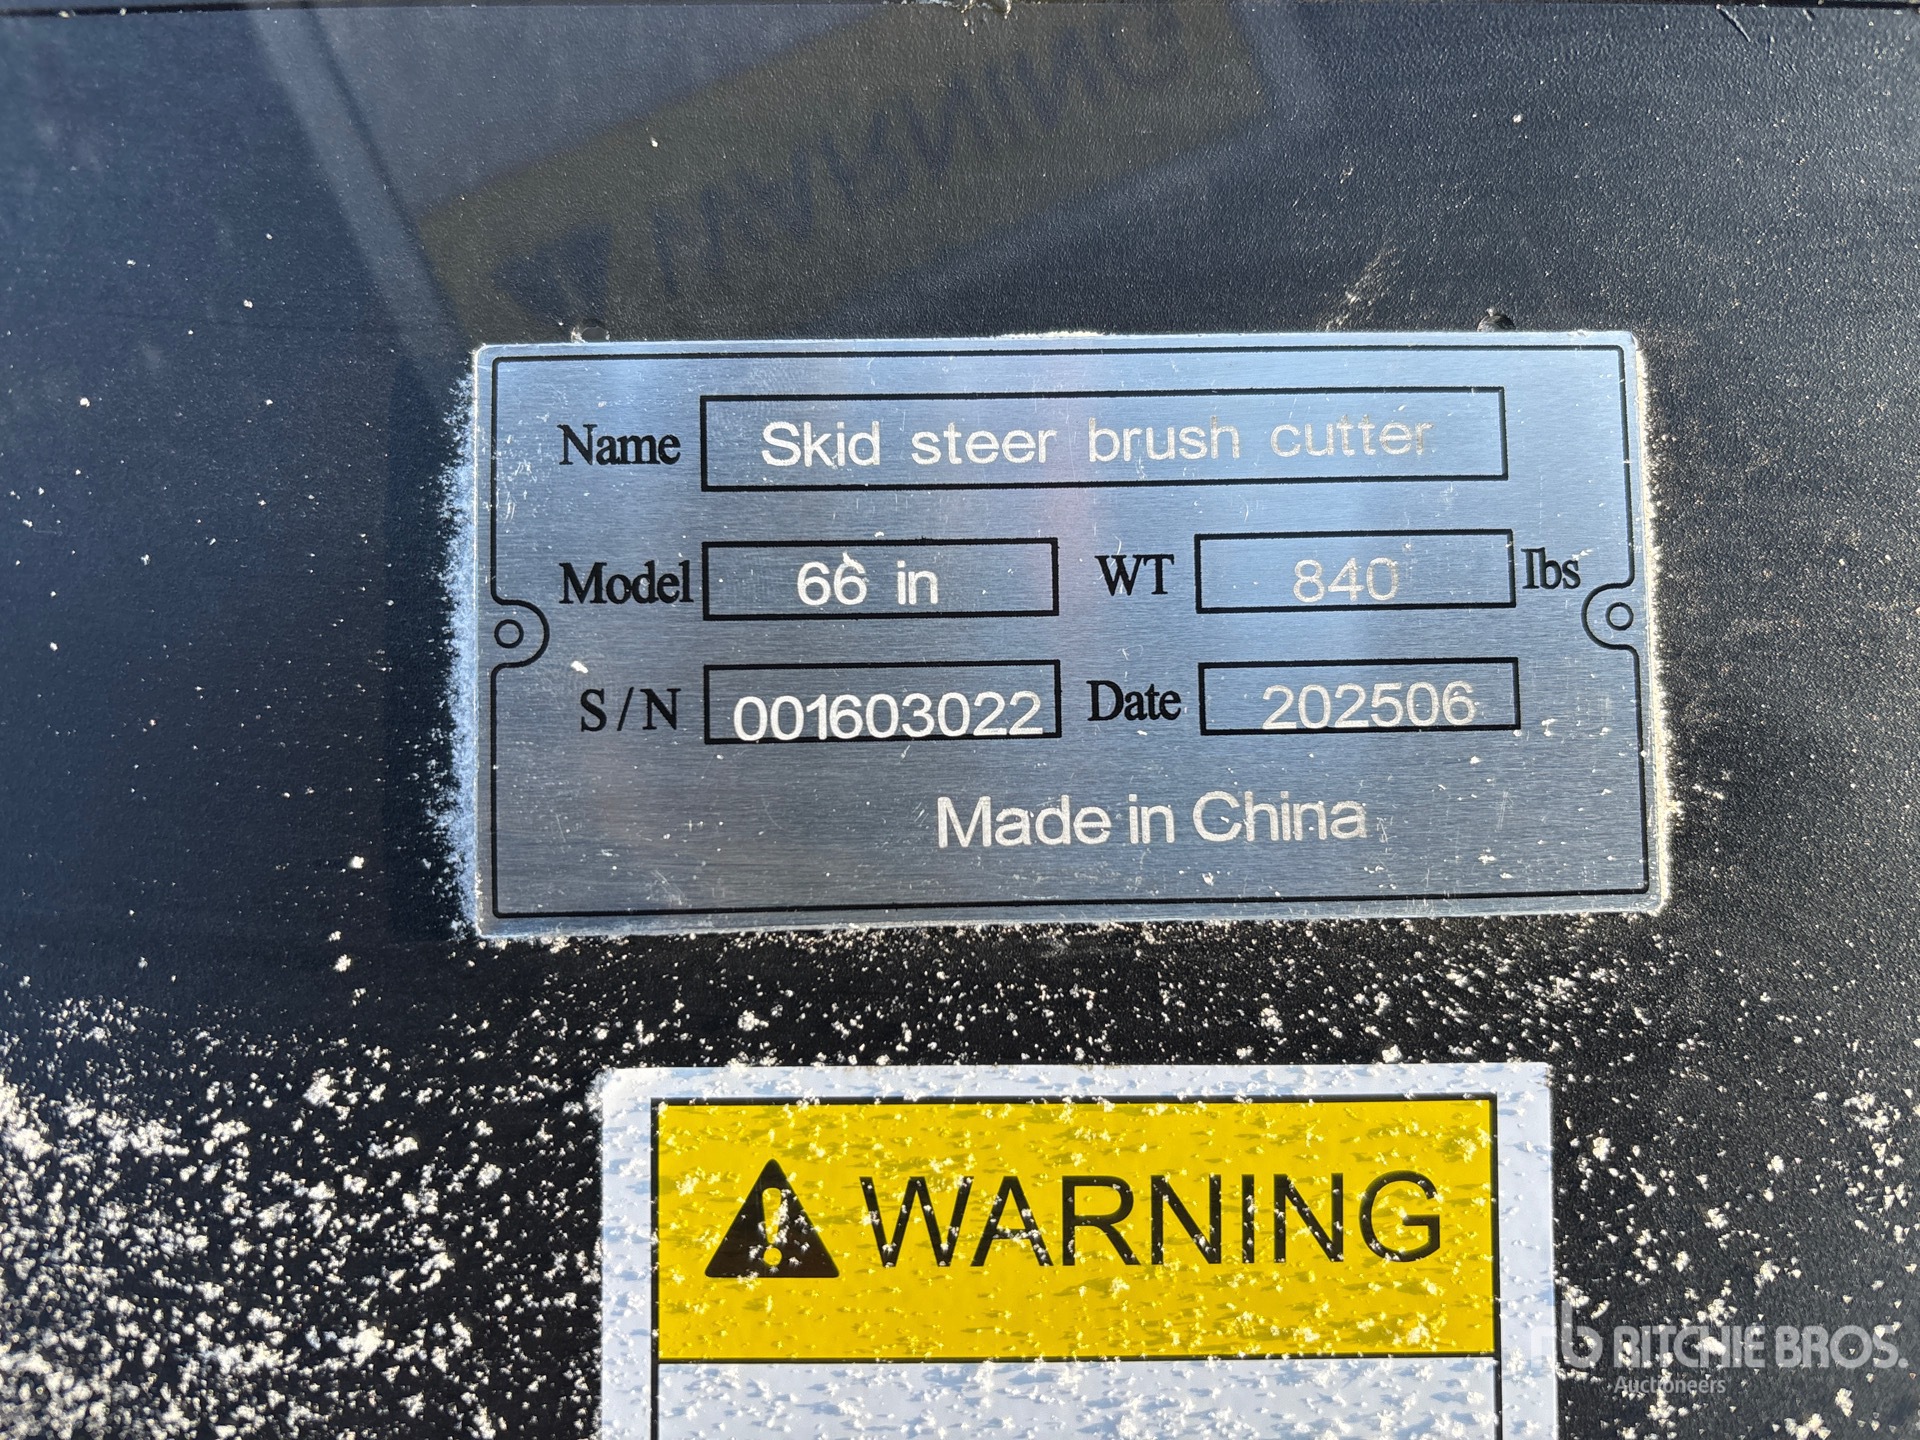 Name Skid steer brush cutter
Model 66 in WT 840 lbs
S/N 001603022 Date 202506
Made in China
WARNING
RITCHIE BROS.
Auctioneers